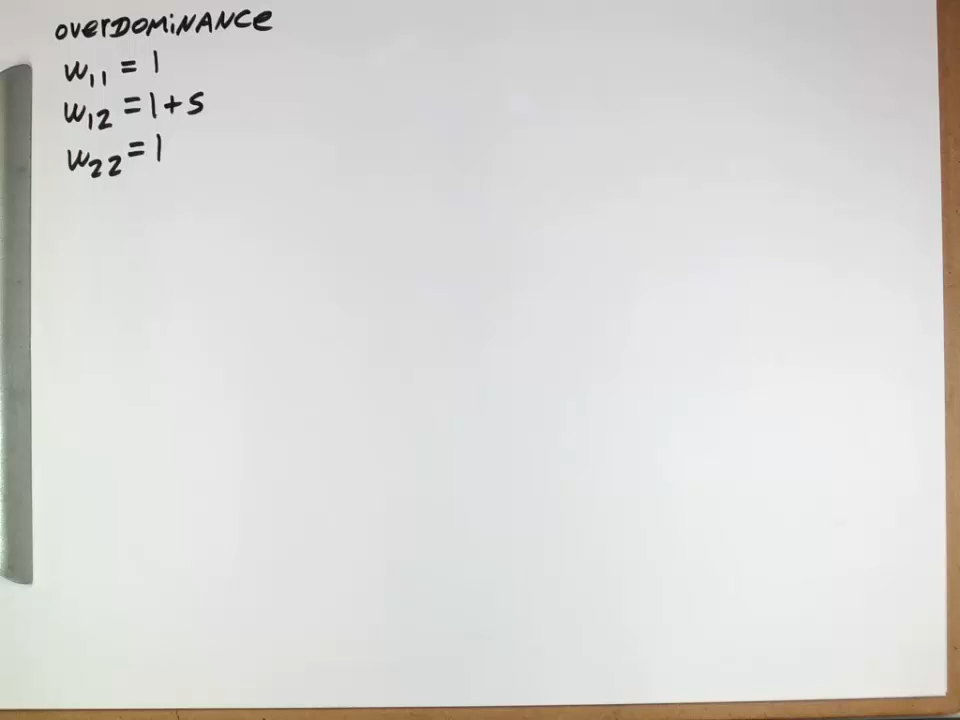 overDOMiNANCe
w₁₁ = 1
w₁₂ = 1 + s
w₂₂ = 1